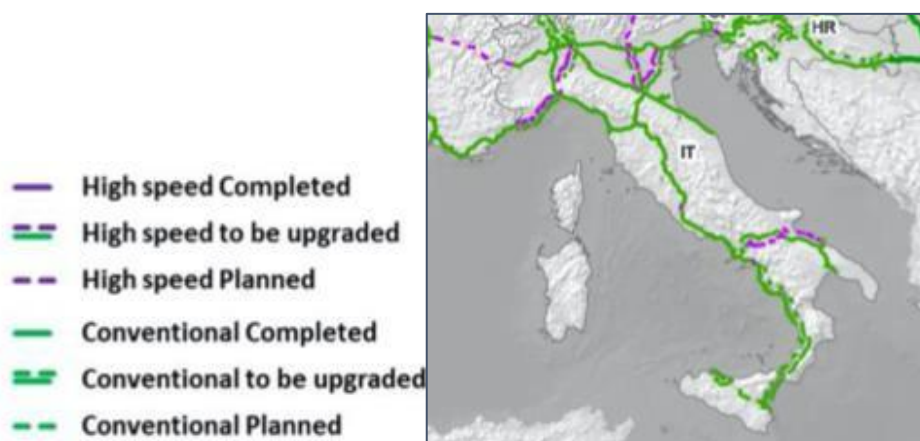 HR
IT
High speed Completed
High speed to be upgraded
High speed Planned
Conventional Completed
Conventional to be upgraded
Conventional Planned